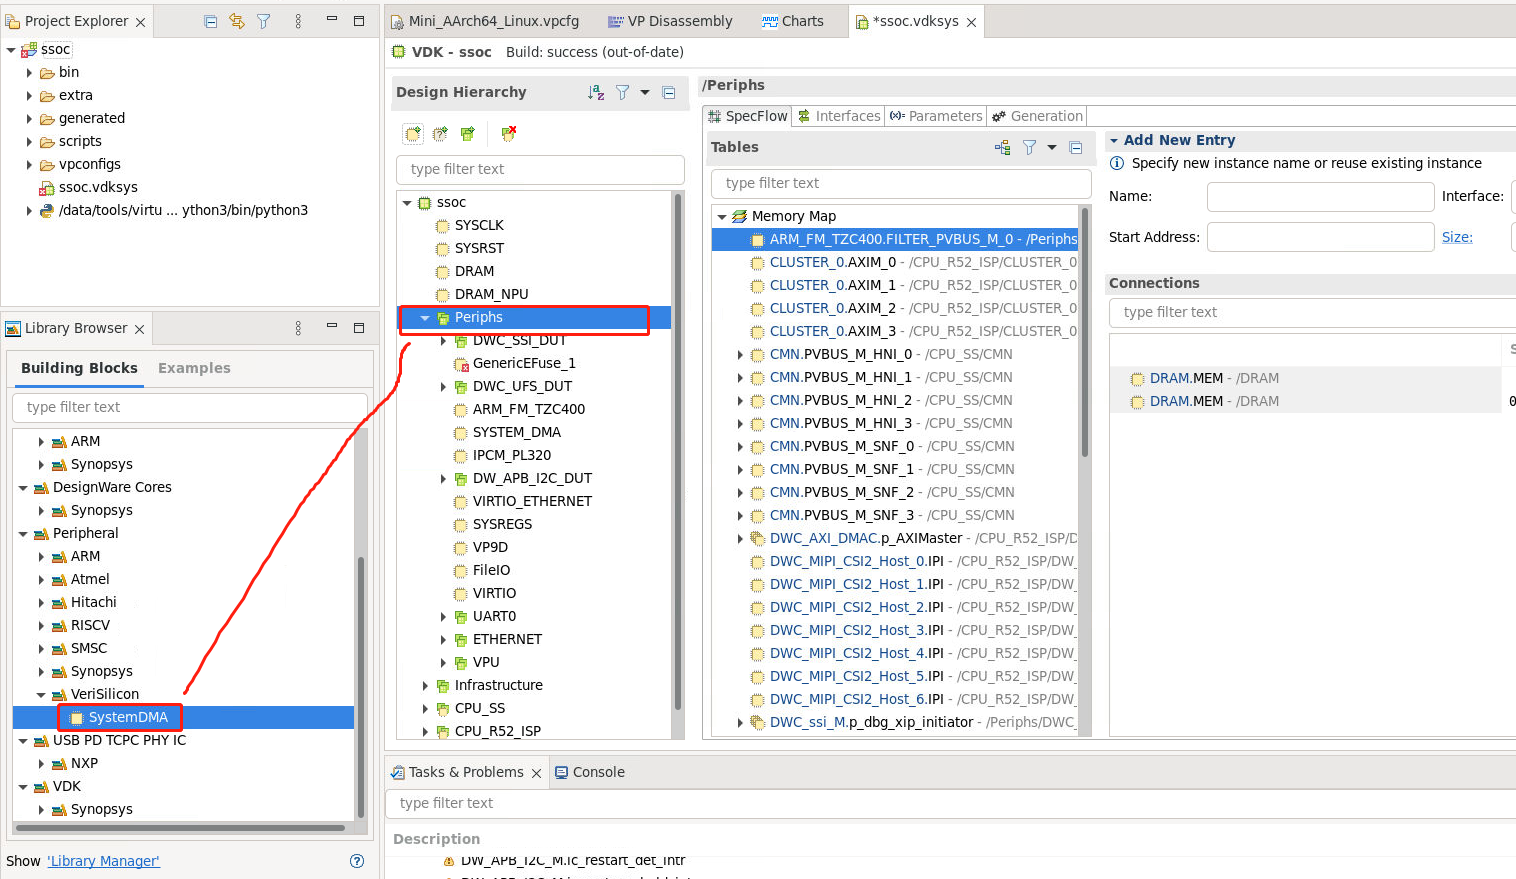 Project Explorer
ssoc
bin
extra
generated
scripts
vpconfigs
ssoc.vdksys
/data/tools/virtu ... ython3/bin/python3
Library Browser
Building Blocks Examples
type filter text
ARM
Synopsys
DesignWare Cores
Synopsys
Peripheral
ARM
Atmel
Hitachi
RISCV
SMSC
Synopsys
VeriSilicon
SystemDMA
USB PD TCPC PHY IC
NXP
VDK
Synopsys
Show 'Library Manager'
Mini_AArch64_Linux.vpcfg VP Disassembly Charts *ssoc.vdksys
VDK - ssoc Build: success (out-of-date)
Design Hierarchy
type filter text
ssoc
SYSCLK
SYSRST
DRAM
DRAM_NPU
Periphs
DWC_SSI_DUT
GenericEFuse_1
DWC_UFS_DUT
ARM_FM_TZC400
SYSTEM_DMA
IPCM_PL320
DW_APB_I2C_DUT
VIRTIO_ETHERNET
SYSREGS
VP9D
FileIO
VIRTIO
UART0
ETHERNET
VPU
Infrastructure
CPU_SS
CPU_R52_ISP
/Periphs
SpecFlow Interfaces Parameters Generation
Tables
type filter text
Memory Map
ARM_FM_TZC400.FILTER_PVBUS_M_0 - /Periphs
CLUSTER_0.AXIM_0 - /CPU_R52_ISP/CLUSTER_0
CLUSTER_0.AXIM_1 - /CPU_R52_ISP/CLUSTER_0
CLUSTER_0.AXIM_2 - /CPU_R52_ISP/CLUSTER_0
CLUSTER_0.AXIM_3 - /CPU_R52_ISP/CLUSTER_0
CMN.PVBUS_M_HNI_0 - /CPU_SS/CMN
CMN.PVBUS_M_HNI_1 - /CPU_SS/CMN
CMN.PVBUS_M_HNI_2 - /CPU_SS/CMN
CMN.PVBUS_M_HNI_3 - /CPU_SS/CMN
CMN.PVBUS_M_SNF_0 - /CPU_SS/CMN
CMN.PVBUS_M_SNF_1 - /CPU_SS/CMN
CMN.PVBUS_M_SNF_2 - /CPU_SS/CMN
CMN.PVBUS_M_SNF_3 - /CPU_SS/CMN
DWC_AXI_DMAC.p_AXIMaster - /CPU_R52_ISP/D
DWC_MIPI_CSI2_Host_0.IPI - /CPU_R52_ISP/DW_
DWC_MIPI_CSI2_Host_1.IPI - /CPU_R52_ISP/DW_
DWC_MIPI_CSI2_Host_2.IPI - /CPU_R52_ISP/DW_
DWC_MIPI_CSI2_Host_3.IPI - /CPU_R52_ISP/DW_
DWC_MIPI_CSI2_Host_4.IPI - /CPU_R52_ISP/DW_
DWC_MIPI_CSI2_Host_5.IPI - /CPU_R52_ISP/DW_
DWC_MIPI_CSI2_Host_6.IPI - /CPU_R52_ISP/DW_
DWC_ssi_M.p_dbg_xip_initiator - /Periphs/DWC_
Add New Entry
Specify new instance name or reuse existing instance
Name: Interface:
Start Address: Size:
Connections
type filter text
DRAM.MEM - /DRAM
DRAM.MEM - /DRAM 0
Tasks & Problems Console
type filter text
Description
DW_APB_I2C_M.ic_restart_det_intr